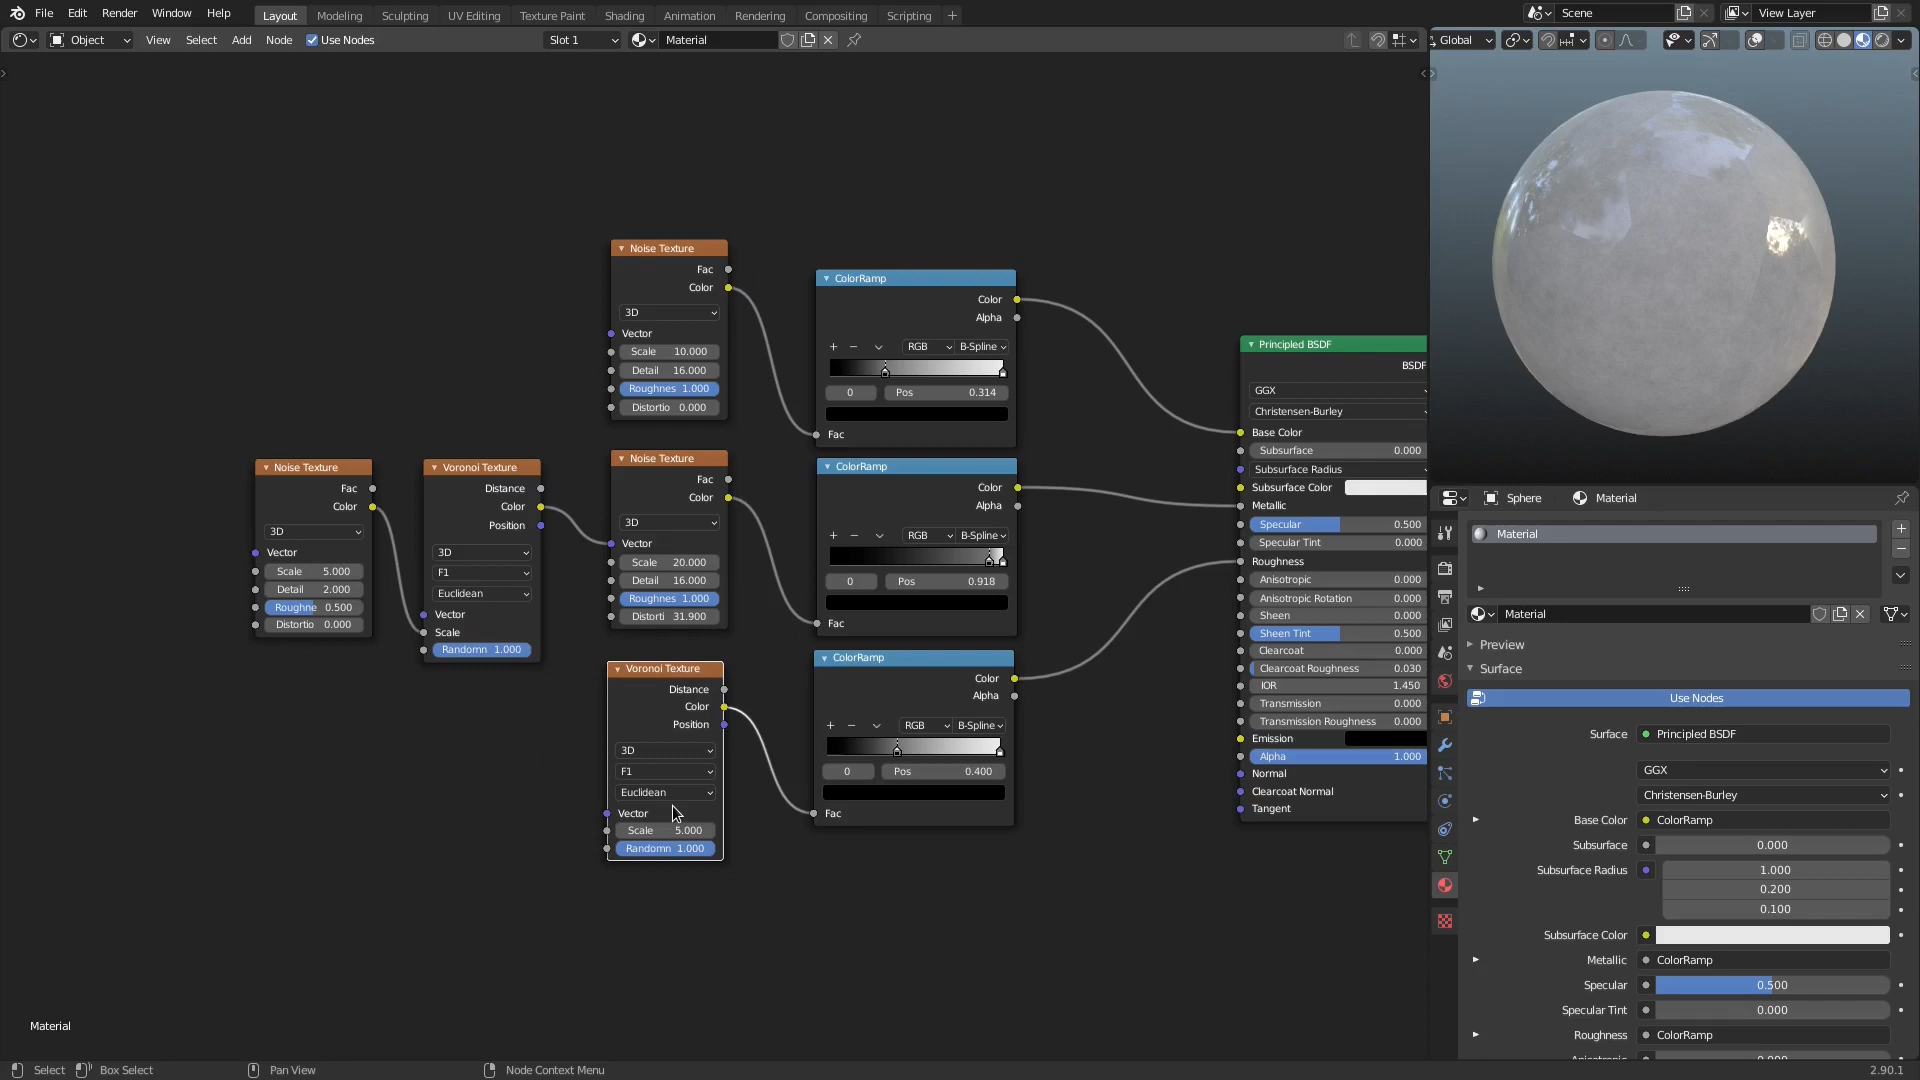 File Edit Render Window Help
Layout Modeling Sculpting UV Editing Texture Paint Shading Animation Rendering Compositing Scripting +
Scene
View Layer
Object View Select Add Node Use Nodes
Slot 1
Material
Global
Noise Texture
Fac
Color
3D
Vector
Scale 10.000
Detail 16.000
Roughnes 1.000
Distortio 0.000
ColorRamp
Color
Alpha
+ − RGB B-Spline
0 Pos 0.314
Fac
Noise Texture
Fac
Color
3D
Vector
Scale 5.000
Detail 2.000
Roughne 0.500
Distortio 0.000
Voronoi Texture
Distance
Color
Position
3D
F1
Euclidean
Vector
Scale
Randomn 1.000
Noise Texture
Fac
Color
3D
Vector
Scale 20.000
Detail 16.000
Roughnes 1.000
Distorti 31.900
ColorRamp
Color
Alpha
+ − RGB B-Spline
0 Pos 0.918
Fac
Voronoi Texture
Distance
Color
Position
3D
F1
Euclidean
Vector
Scale 5.000
Randomn 1.000
ColorRamp
Color
Alpha
+ − RGB B-Spline
0 Pos 0.400
Fac
Principled BSDF
BSDF
GGX
Christensen-Burley
Base Color
Subsurface 0.000
Subsurface Radius
Subsurface Color
Metallic
Specular 0.500
Specular Tint 0.000
Roughness
Anisotropic 0.000
Anisotropic Rotation 0.000
Sheen 0.000
Sheen Tint 0.500
Clearcoat 0.000
Clearcoat Roughness 0.030
IOR 1.450
Transmission 0.000
Transmission Roughness 0.000
Emission
Alpha 1.000
Normal
Clearcoat Normal
Tangent
Sphere Material
Material
Material
Preview
Surface
Use Nodes
Surface Principled BSDF
GGX
Christensen-Burley
Base Color ColorRamp
Subsurface 0.000
Subsurface Radius 1.000
0.200
0.100
Subsurface Color
Metallic ColorRamp
Specular 0.500
Specular Tint 0.000
Roughness ColorRamp
Material
Select Box Select Pan View Node Context Menu 2.90.1